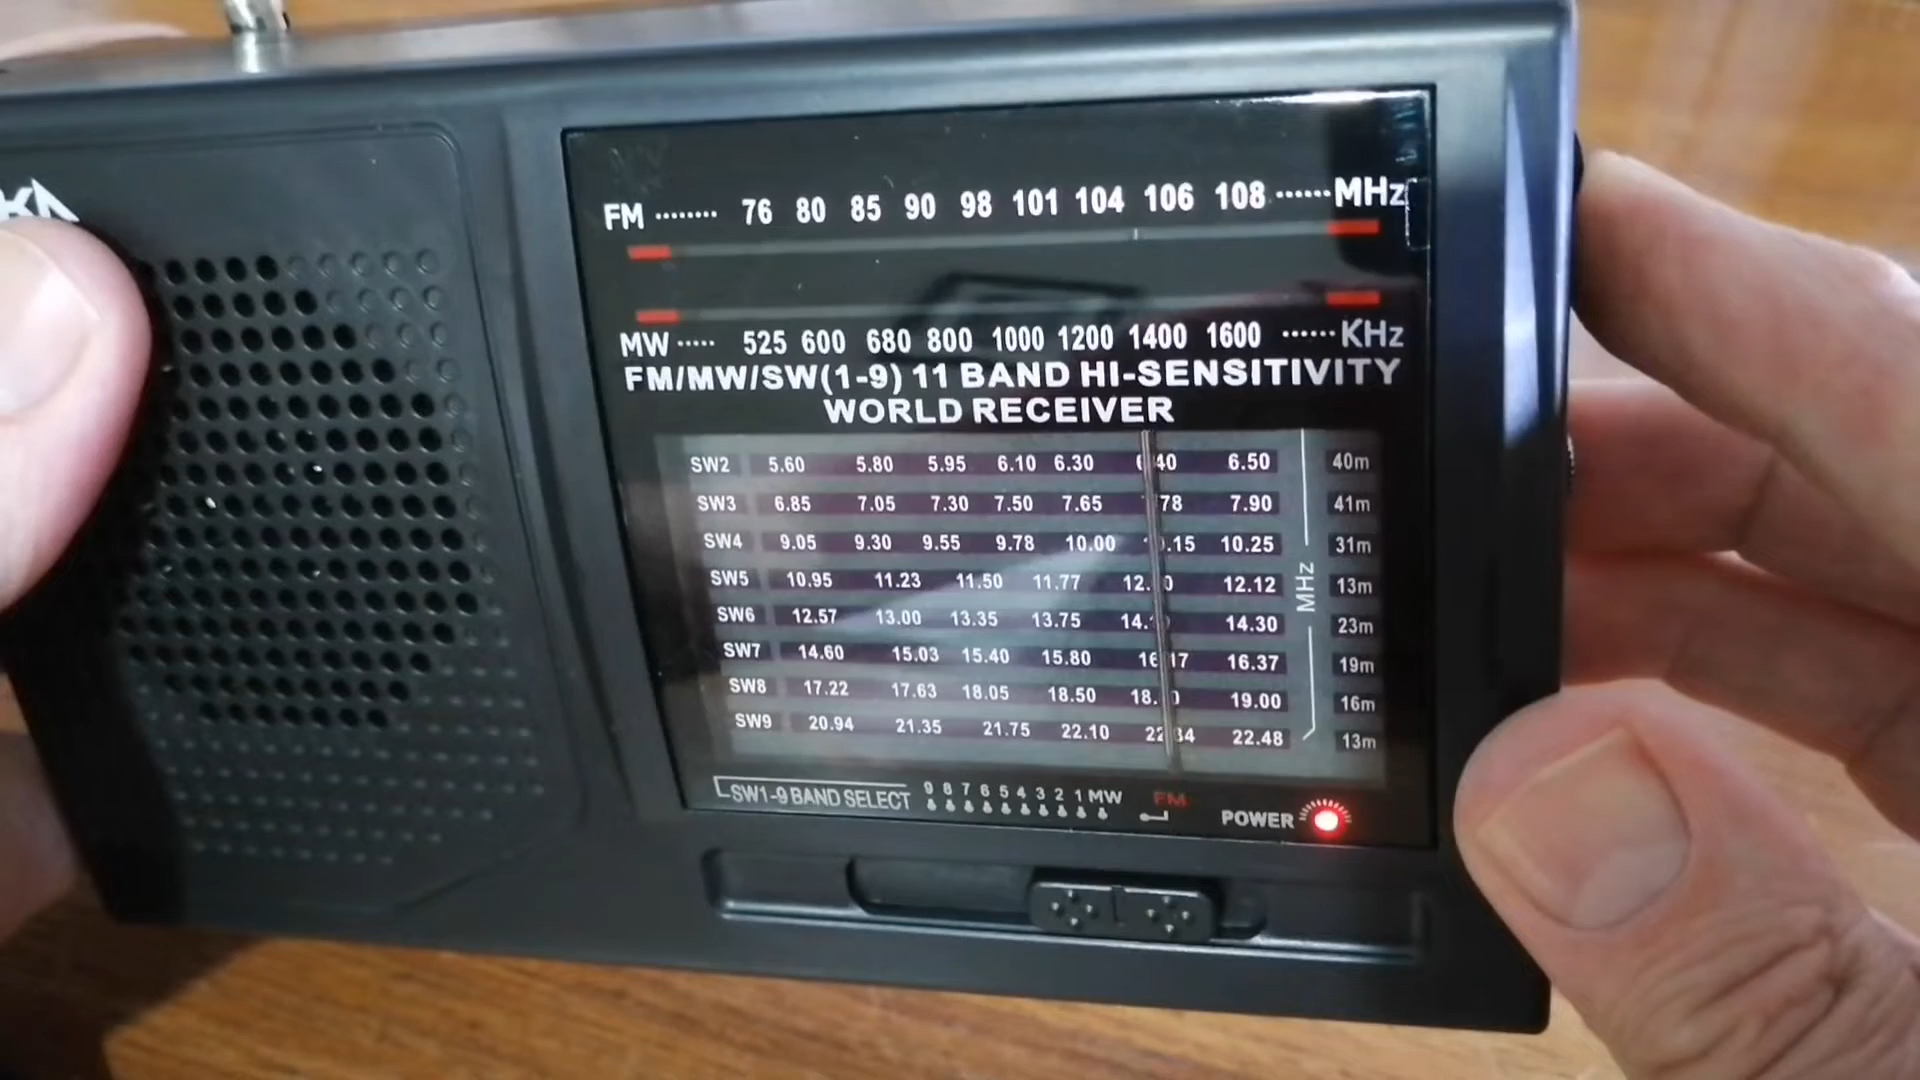 FM ........ 76 80 85 90 98 101 104 106 108 ......MHz
MW ..... 525 600 680 800 1000 1200 1400 1600 ......KHz
FM/MW/SW(1-9) 11 BAND HI-SENSITIVITY
WORLD RECEIVER
SW2 5.60 5.80 5.95 6.10 6.30 6.50 40m
SW3 6.85 7.05 7.30 7.50 7.65 7.90 41m
SW4 9.05 9.30 9.55 9.78 10.00 10.25 31m
SW5 10.95 11.23 11.50 11.77 12.12 13m
SW6 12.57 13.00 13.35 13.75 14.30 23m
SW7 14.60 15.03 15.40 15.80 16.37 19m
SW8 17.22 17.63 18.05 18.50 19.00 16m
SW9 20.94 21.35 21.75 22.10 22.48 13m
MHz
SW1-9 BAND SELECT 9 8 7 6 5 4 3 2 1 MW FM
POWER